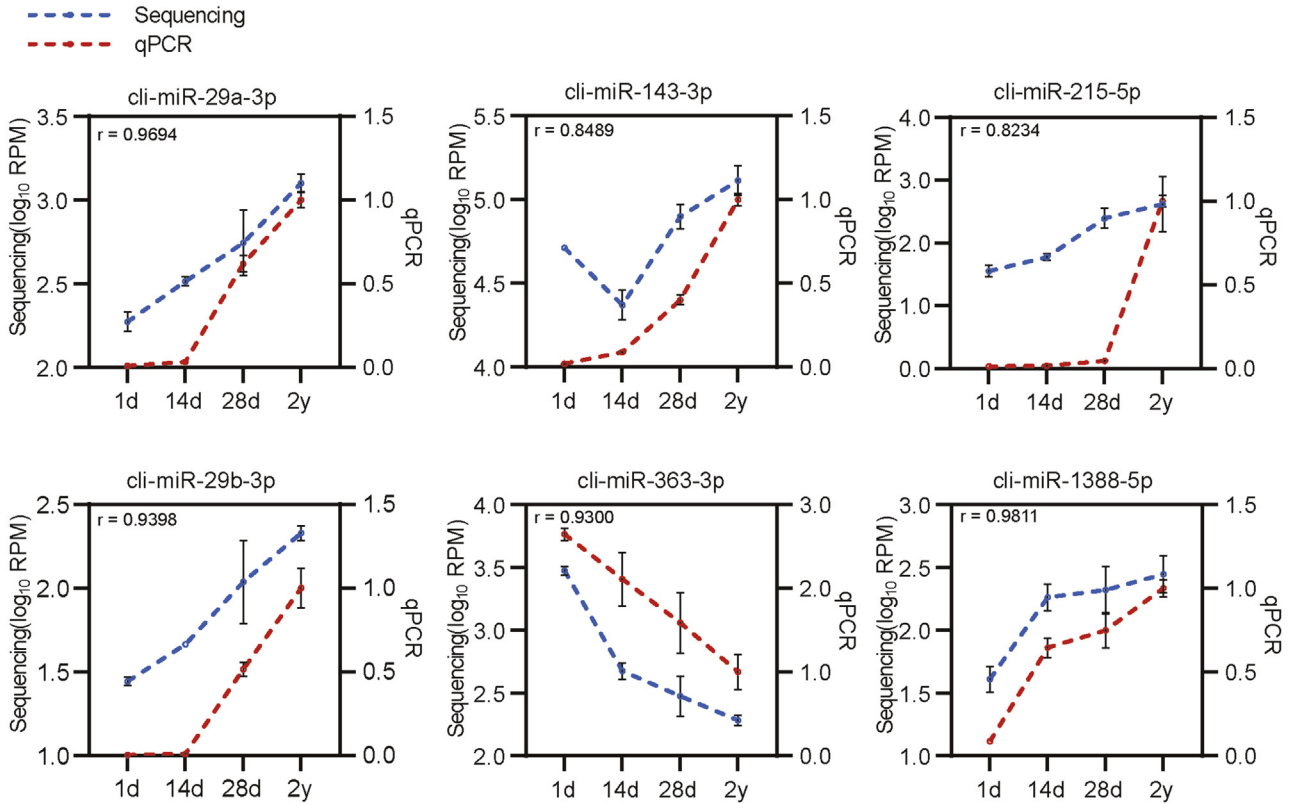 Sequencing
qPCR
cli-miR-29a-3p
r = 0.9694
Sequencing(log₁₀ RPM)
3.5
3.0
2.5
2.0
1.5
1.0
0.5
0.0
qPCR
1d 14d 28d 2y
cli-miR-143-3p
r = 0.8489
Sequencing(log₁₀ RPM)
5.5
5.0
4.5
4.0
1.5
1.0
0.5
0.0
qPCR
1d 14d 28d 2y
cli-miR-215-5p
r = 0.8234
Sequencing(log₁₀ RPM)
4.0
3.0
2.0
1.0
0.0
1.5
1.0
0.5
0.0
qPCR
1d 14d 28d 2y
cli-miR-29b-3p
r = 0.9398
Sequencing(log₁₀ RPM)
2.5
2.0
1.5
1.0
1.5
1.0
0.5
0.0
qPCR
1d 14d 28d 2y
cli-miR-363-3p
r = 0.9300
Sequencing(log₁₀ RPM)
4.0
3.5
3.0
2.5
2.0
3.0
2.0
1.0
0.0
qPCR
1d 14d 28d 2y
cli-miR-1388-5p
r = 0.9811
Sequencing(log₁₀ RPM)
3.0
2.5
2.0
1.5
1.0
1.5
1.0
0.5
0.0
qPCR
1d 14d 28d 2y